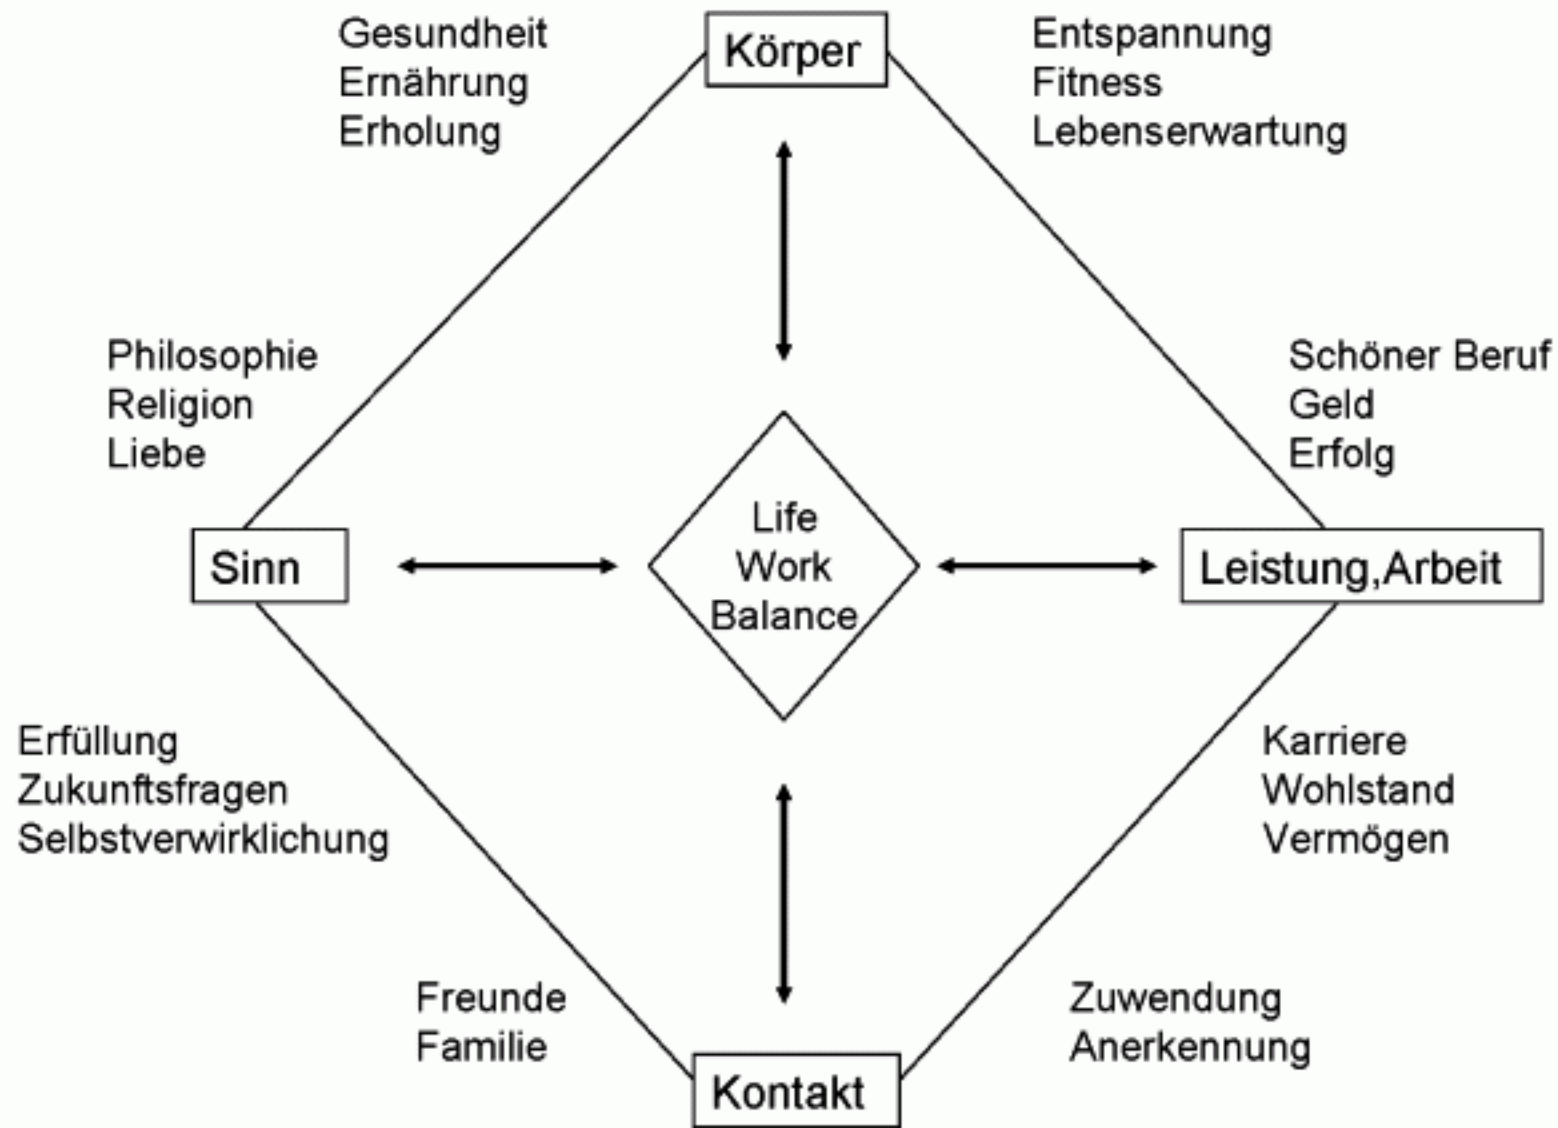 Gesundheit
Ernährung
Erholung
Körper
Entspannung
Fitness
Lebenserwartung
Philosophie
Religion
Liebe
Schöner Beruf
Geld
Erfolg
Sinn
Life
Work
Balance
Leistung,Arbeit
Erfüllung
Zukunftsfragen
Selbstverwirklichung
Karriere
Wohlstand
Vermögen
Freunde
Familie
Zuwendung
Anerkennung
Kontakt